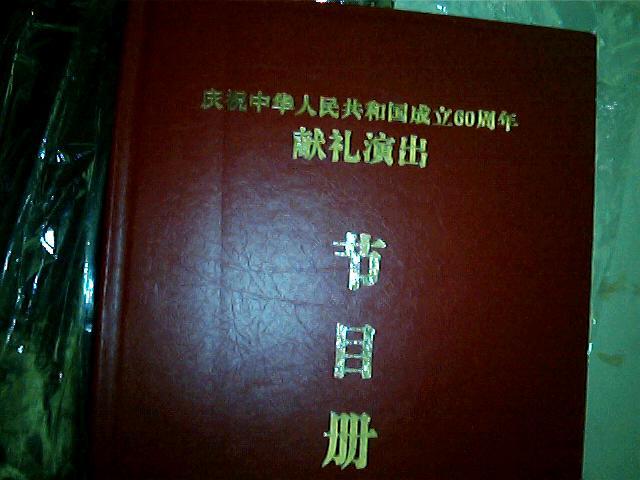 庆祝中华人民共和国成立60周年
献礼演出
节
目
册